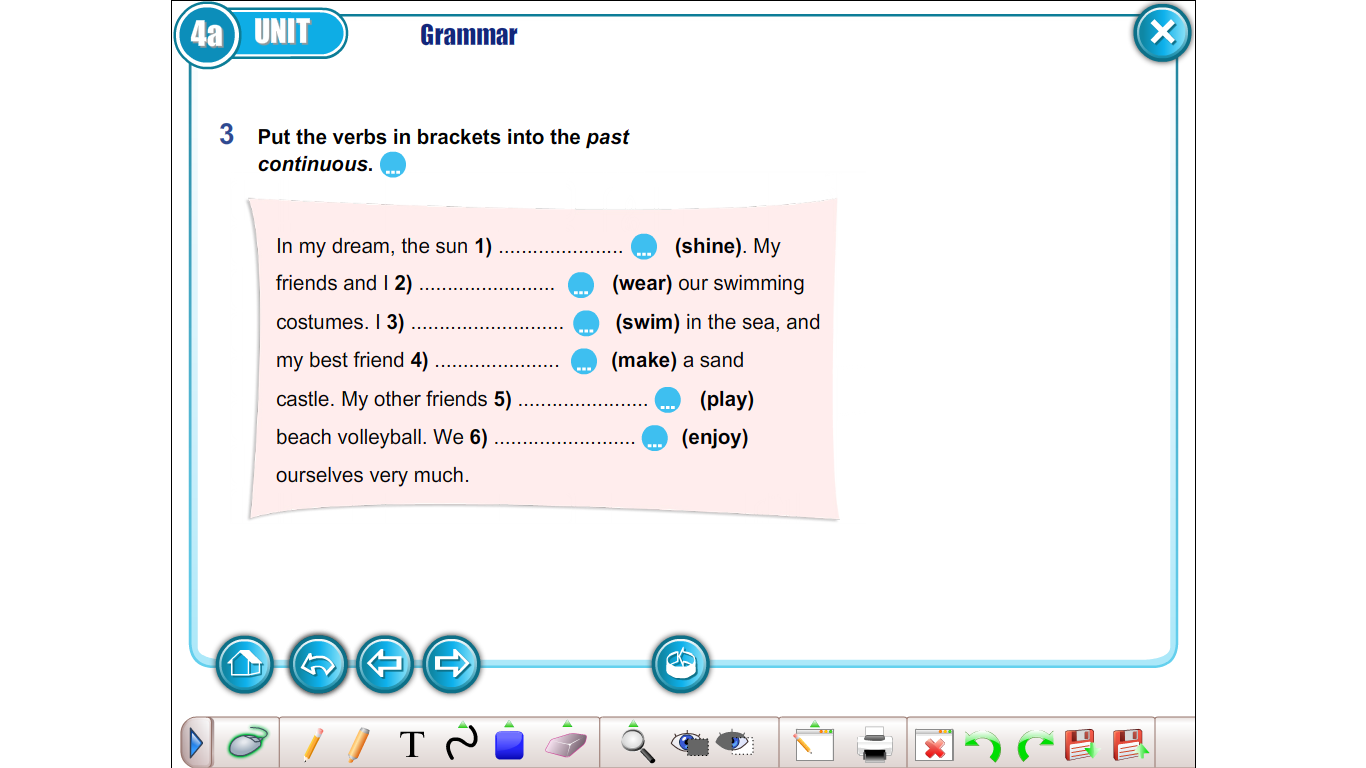 4a UNIT Grammar
3 Put the verbs in brackets into the past
continuous. ...
In my dream, the sun 1) ...................... ... (shine). My
friends and I 2) ........................ ... (wear) our swimming
costumes. I 3) ........................... ... (swim) in the sea, and
my best friend 4) ...................... ... (make) a sand
castle. My other friends 5) ....................... ... (play)
beach volleyball. We 6) ......................... ... (enjoy)
ourselves very much.
T